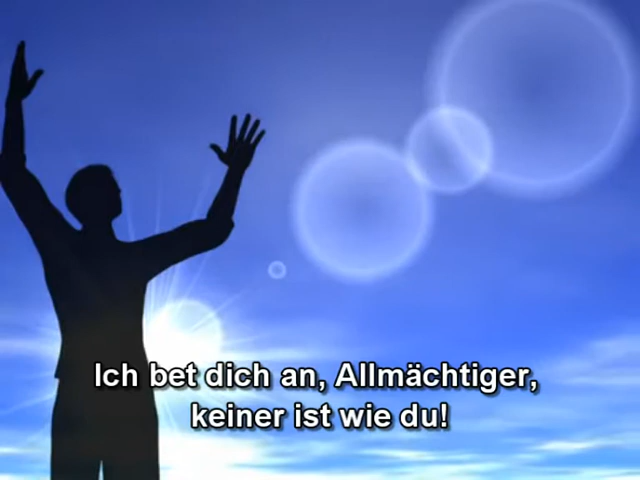 Ich bet dich an, Allmächtiger,
keiner ist wie du!